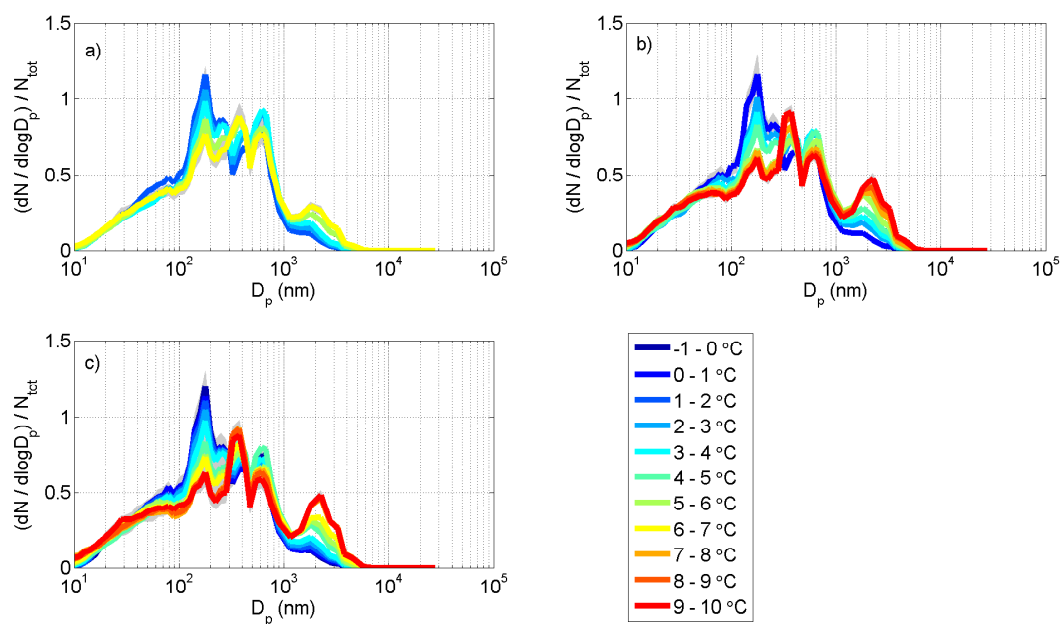 a)
1.5
1
0.5
0
(dN / dlogD_p) / N_tot
10^1 10^2 10^3 10^4 10^5
D_p (nm)
b)
1.5
1
0.5
0
(dN / dlogD_p) / N_tot
10^1 10^2 10^3 10^4 10^5
D_p (nm)
c)
1.5
1
0.5
0
(dN / dlogD_p) / N_tot
10^1 10^2 10^3 10^4 10^5
D_p (nm)
-1 - 0 °C
0 - 1 °C
1 - 2 °C
2 - 3 °C
3 - 4 °C
4 - 5 °C
5 - 6 °C
6 - 7 °C
7 - 8 °C
8 - 9 °C
9 - 10 °C